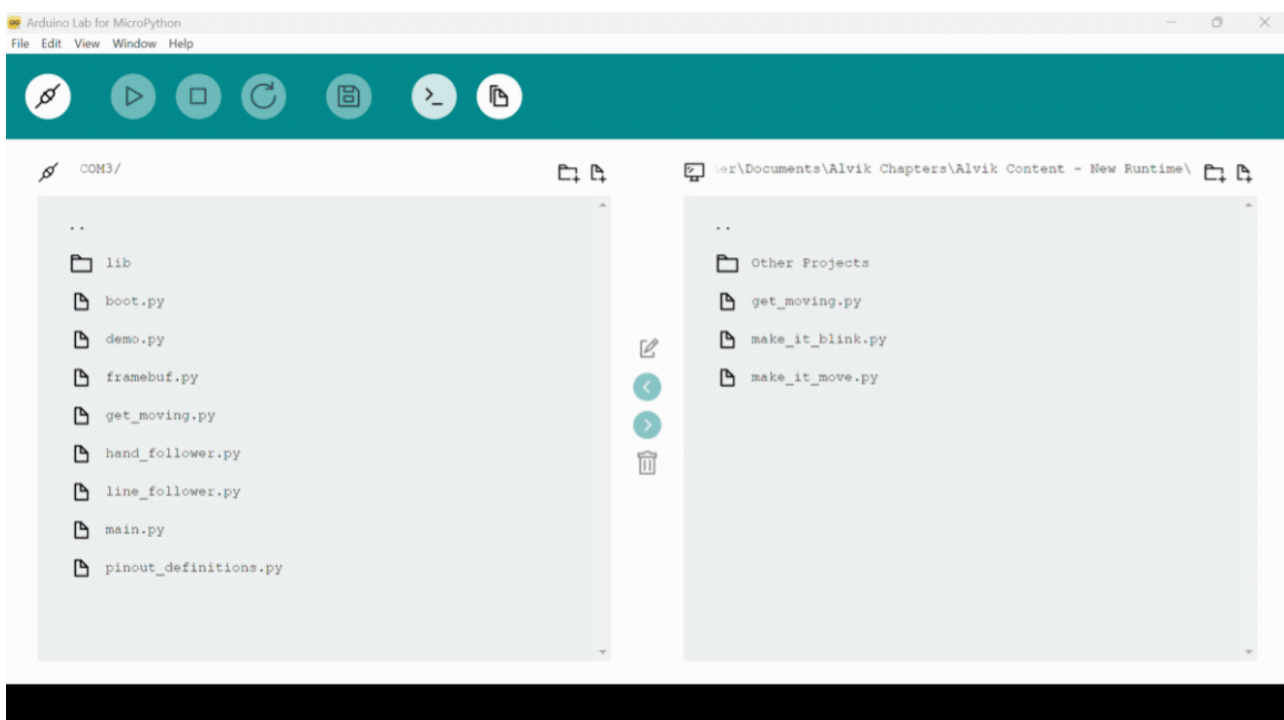 Arduino Lab for MicroPython
File Edit View Window Help
COM3/
er\Documents\Alvik Chapters\Alvik Content - New Runtime\
..
lib
boot.py
demo.py
framebuf.py
get_moving.py
hand_follower.py
line_follower.py
main.py
pinout_definitions.py
..
Other Projects
get_moving.py
make_it_blink.py
make_it_move.py